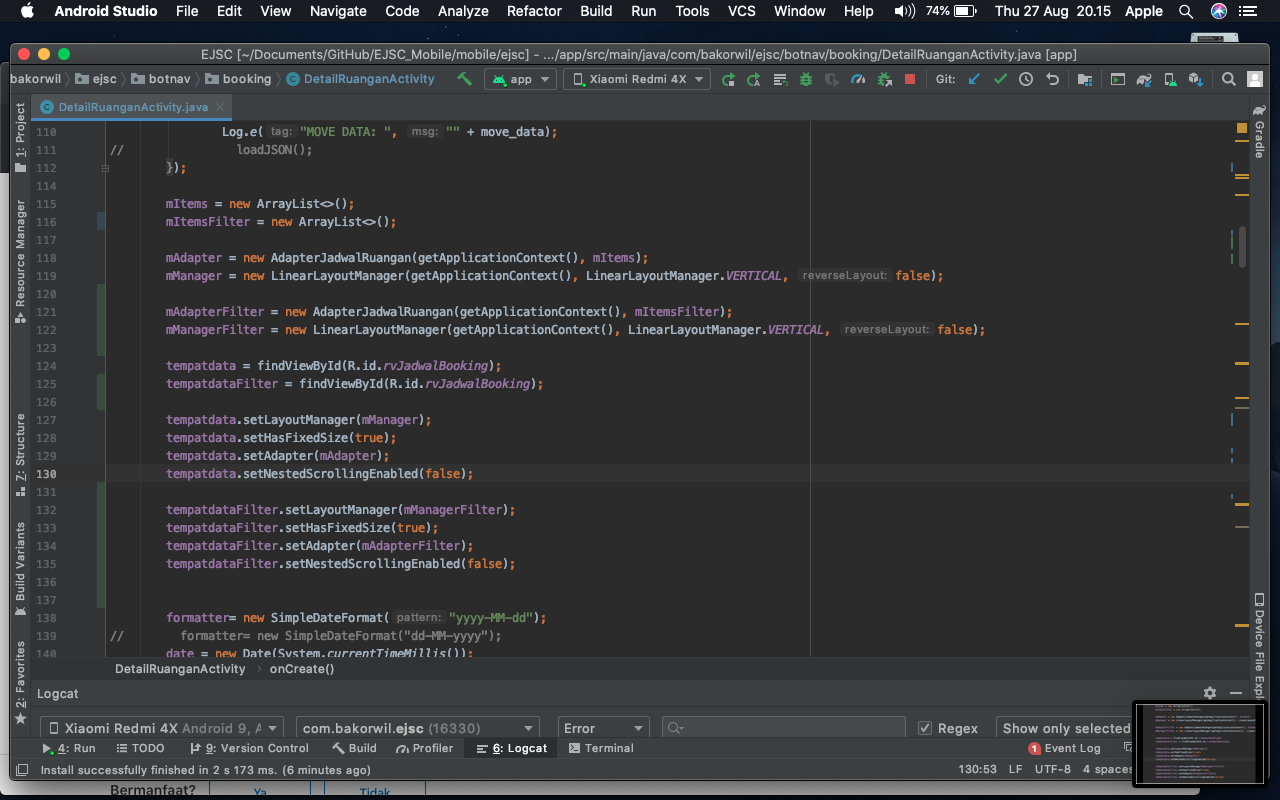 Android Studio File Edit View Navigate Code Analyze Refactor Build Run Tools VCS Window Help 74% Thu 27 Aug 20.15 Apple
EJSC [~/Documents/GitHub/EJSC_Mobile/mobile/ejsc] - .../app/src/main/java/com/bakorwil/ejsc/botnav/booking/DetailRuanganActivity.java [app]
bakorwil ejsc botnav booking DetailRuanganActivity app Xiaomi Redmi 4X Git:
DetailRuanganActivity.java
1: Project
Resource Manager
Z: Structure
Build Variants
2: Favorites
110 Log.e( tag: "MOVE DATA: ", msg: "" + move_data);
111 // loadJSON();
112 });
114
115 mItems = new ArrayList<>();
116 mItemsFilter = new ArrayList<>();
117
118 mAdapter = new AdapterJadwalRuangan(getApplicationContext(), mItems);
119 mManager = new LinearLayoutManager(getApplicationContext(), LinearLayoutManager.VERTICAL, reverseLayout: false);
120
121 mAdapterFilter = new AdapterJadwalRuangan(getApplicationContext(), mItemsFilter);
122 mManagerFilter = new LinearLayoutManager(getApplicationContext(), LinearLayoutManager.VERTICAL, reverseLayout: false);
123
124 tempatdata = findViewById(R.id.rvJadwalBooking);
125 tempatdataFilter = findViewById(R.id.rvJadwalBooking);
126
127 tempatdata.setLayoutManager(mManager);
128 tempatdata.setHasFixedSize(true);
129 tempatdata.setAdapter(mAdapter);
130 tempatdata.setNestedScrollingEnabled(false);
131
132 tempatdataFilter.setLayoutManager(mManagerFilter);
133 tempatdataFilter.setHasFixedSize(true);
134 tempatdataFilter.setAdapter(mAdapterFilter);
135 tempatdataFilter.setNestedScrollingEnabled(false);
136
137
138 formatter= new SimpleDateFormat( pattern: "yyyy-MM-dd");
139 // formatter= new SimpleDateFormat("dd-MM-yyyy");
140 date = new Date(System.currentTimeMillis());
Gradle
Device File Expl
DetailRuanganActivity onCreate()
Logcat
Xiaomi Redmi 4X Android 9, A com.bakorwil.ejsc (16330) Error Regex Show only selected
4: Run TODO 9: Version Control Build Profiler 6: Logcat Terminal 1 Event Log
Install successfully finished in 2 s 173 ms. (6 minutes ago) 130:53 LF UTF-8 4 spaces
Bermanfaat? Ya Tidak